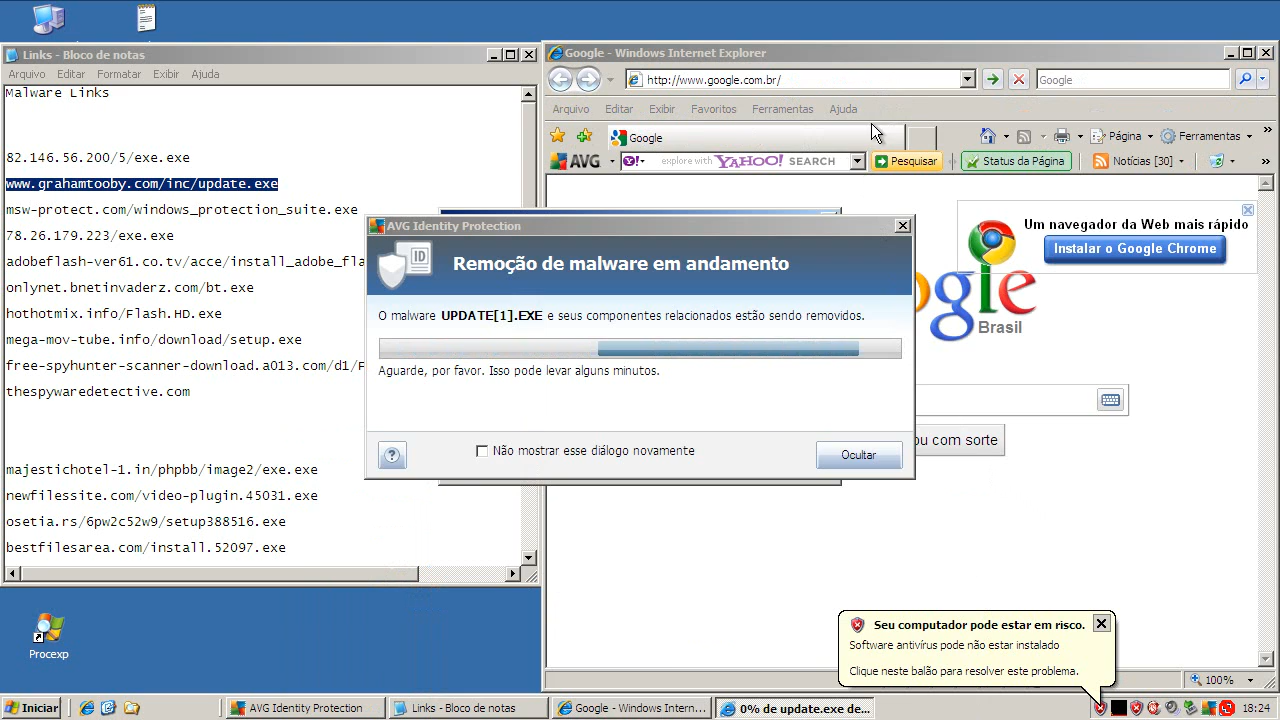 Links - Bloco de notas
Arquivo Editar Formatar Exibir Ajuda
Malware Links
82.146.56.200/5/exe.exe
www.grahamtooby.com/inc/update.exe
msw-protect.com/windows_protection_suite.exe
78.26.179.223/exe.exe
adobeflash-ver61.co.tv/acce/install_adobe_fla
onlynet.bnetinvaderz.com/bt.exe
hothotmix.info/Flash.HD.exe
mega-mov-tube.info/download/setup.exe
free-spyhunter-scanner-download.a013.com/d1/F
thespywaredetective.com
majestichotel-1.in/phpbb/image2/exe.exe
newfilessite.com/video-plugin.45031.exe
osetia.rs/6pw2c52w9/setup388516.exe
bestfilesarea.com/install.52097.exe
Google - Windows Internet Explorer
http://www.google.com.br/
Google
Arquivo Editar Exibir Favoritos Ferramentas Ajuda
Google
Página Ferramentas
AVG Y! explore with YAHOO! SEARCH Pesquisar Status da Página Notícias [30]
Um navegador da Web mais rápido
Instalar o Google Chrome
ogle
Brasil
ou com sorte
AVG Identity Protection
ID
Remoção de malware em andamento
O malware UPDATE[1].EXE e seus componentes relacionados estão sendo removidos.
Aguarde, por favor. Isso pode levar alguns minutos.
? Não mostrar esse diálogo novamente Ocultar
Procexp
Seu computador pode estar em risco.
Software antivírus pode não estar instalado
Clique neste balão para resolver este problema.
100%
Iniciar AVG Identity Protection Links - Bloco de notas Google - Windows Intern... 0% de update.exe de... 18:24